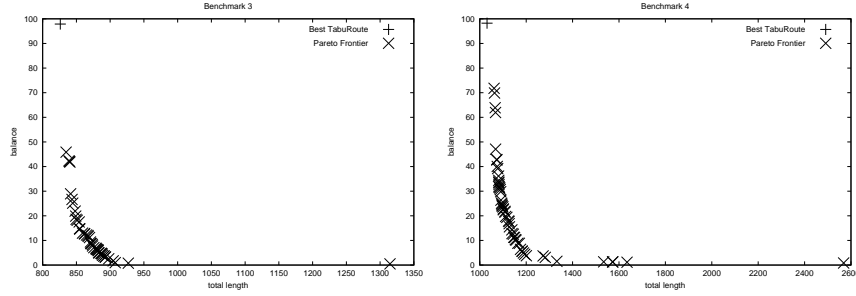 Benchmark 3
100
90
80
70
60
50
40
30
20
10
0
balance
Best TabuRoute
Pareto Frontier
800 850 900 950 1000 1050 1100 1150 1200 1250 1300 1350
total length
Benchmark 4
100
90
80
70
60
50
40
30
20
10
0
balance
Best TabuRoute
Pareto Frontier
1000 1200 1400 1600 1800 2000 2200 2400 2600
total length